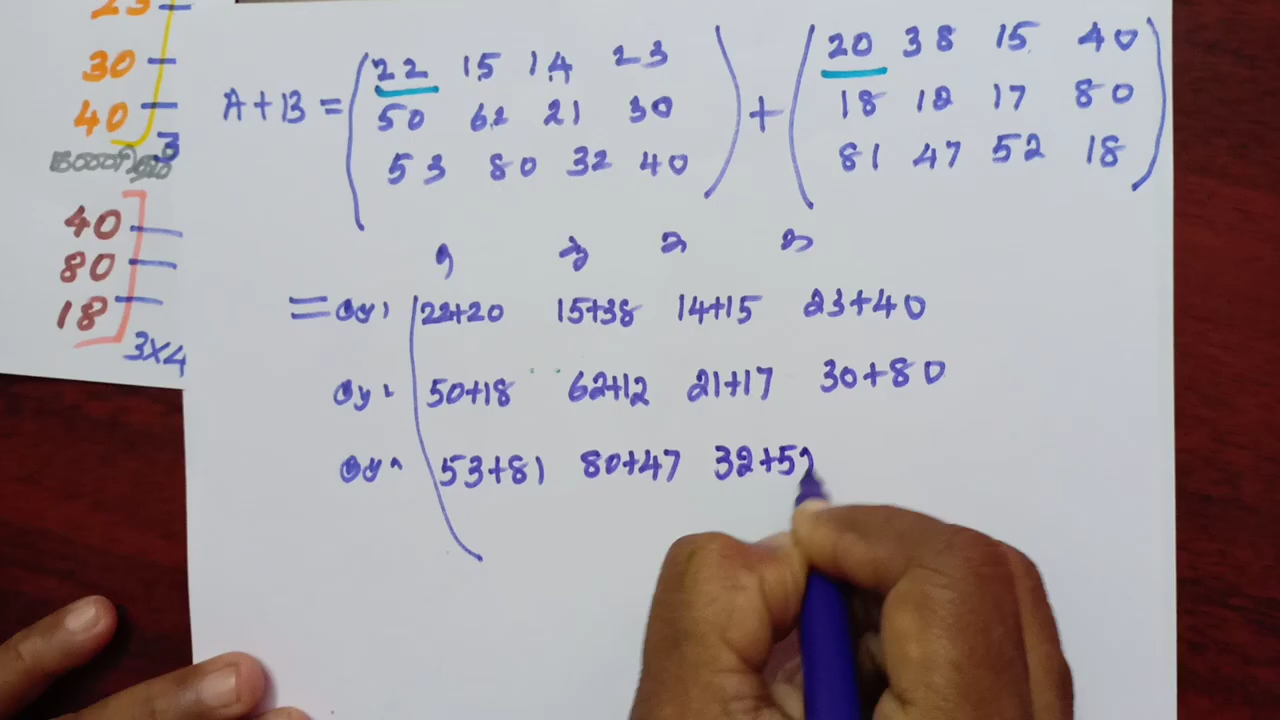 23
30
40
3
40
80
18
3x4
A+B = ( 22 15 14 23 ) + ( 20 38 15 40 )
50 62 21 30 18 12 17 80
53 80 32 40 81 47 52 18
= 22+20 15+38 14+15 23+40
50+18 62+12 21+17 30+80
53+81 80+47 32+52